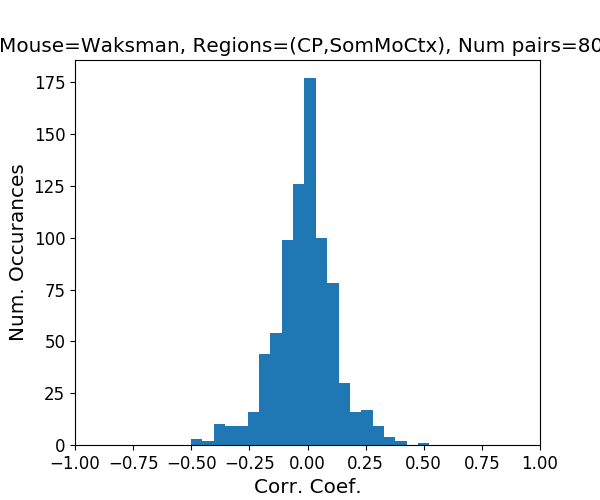 Mouse=Waksman, Regions=(CP,SomMoCtx), Num pairs=80
Num. Occurances
175
150
125
100
75
50
25
0
−1.00 −0.75 −0.50 −0.25 0.00 0.25 0.50 0.75 1.00
Corr. Coef.